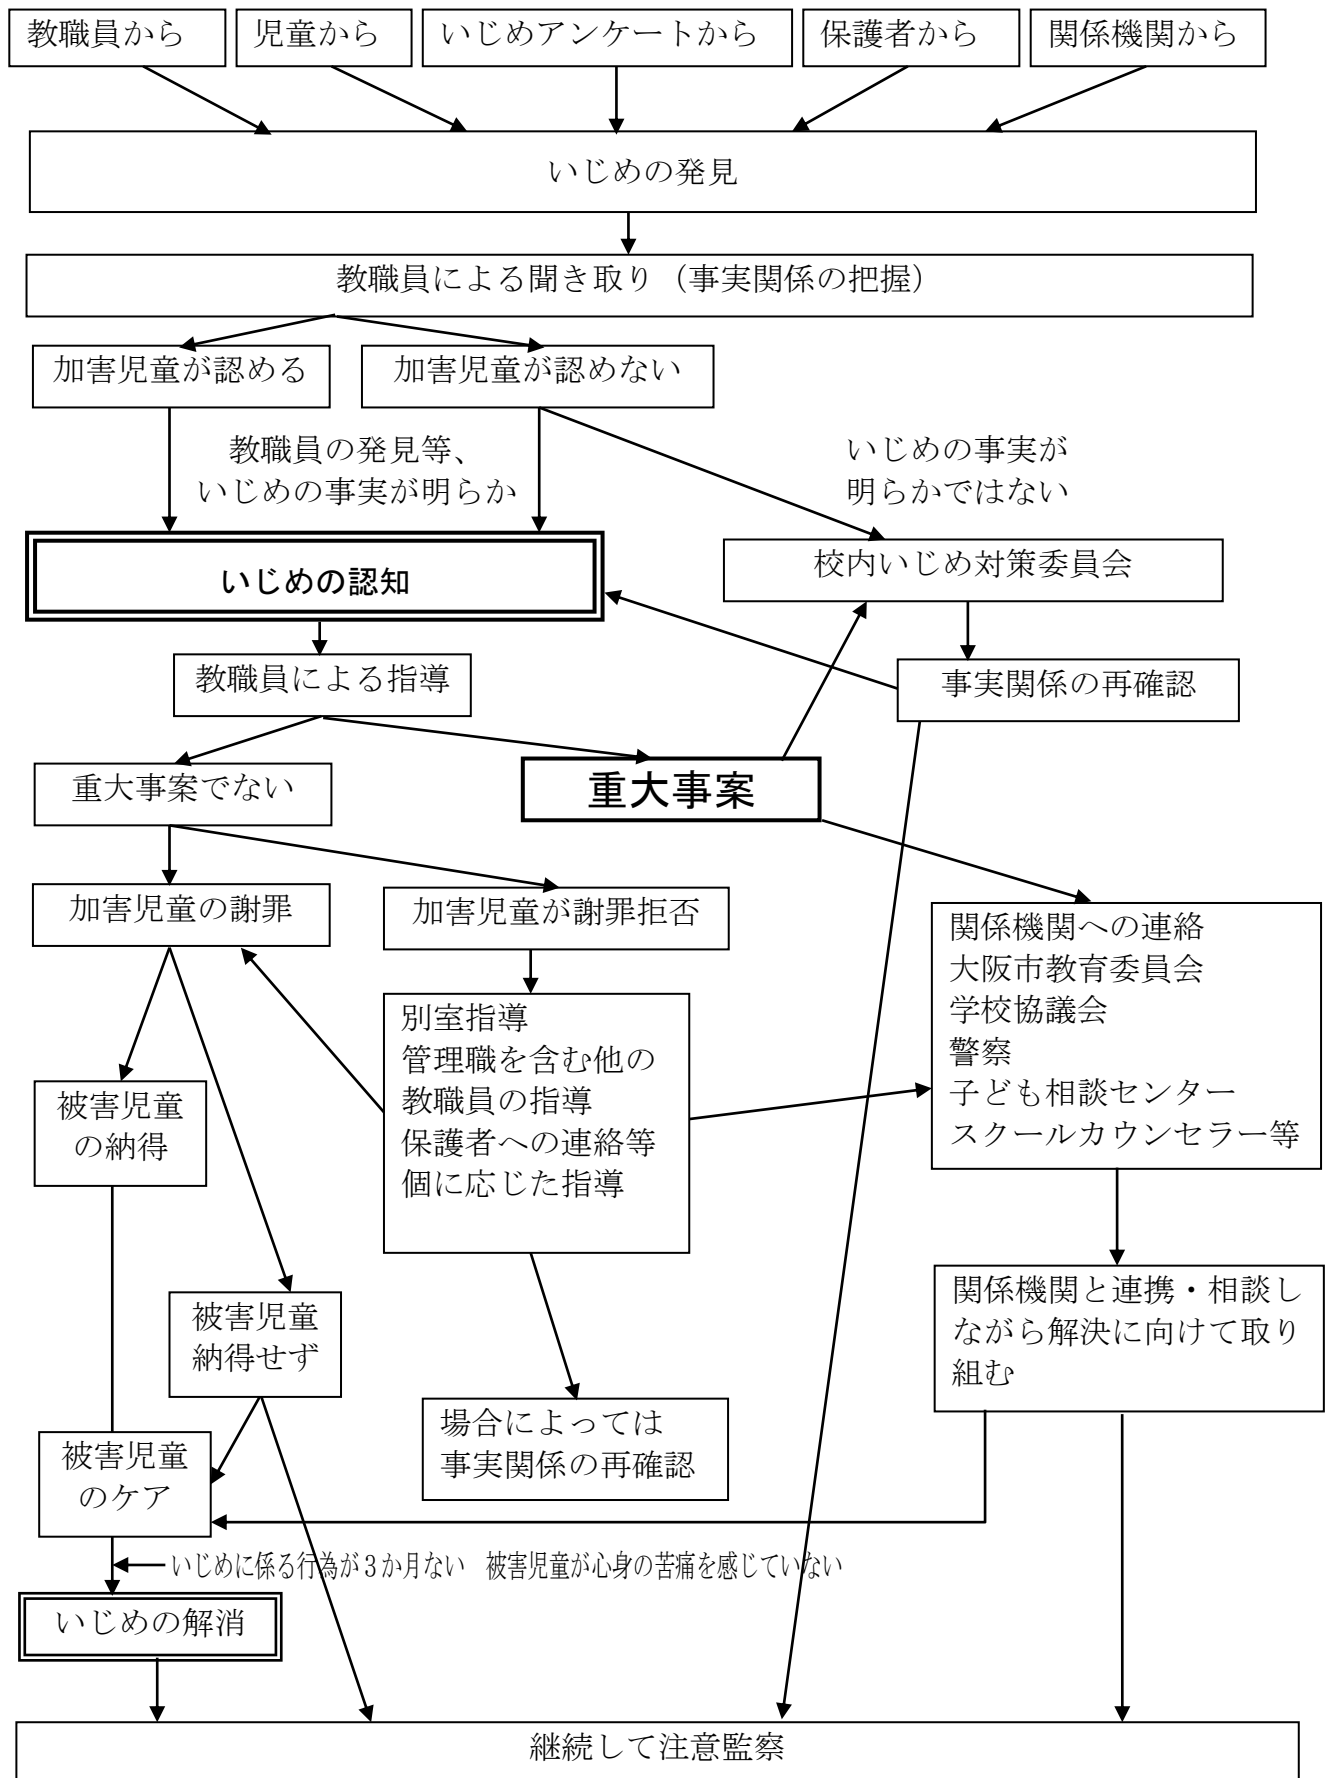 教職員から
児童から
いじめアンケートから
保護者から
関係機関から
いじめの発見
教職員による聞き取り（事実関係の把握）
加害児童が認める
加害児童が認めない
教職員の発見等、
いじめの事実が明らか
いじめの事実が
明らかではない
いじめの認知
校内いじめ対策委員会
教職員による指導
事実関係の再確認
重大事案でない
重大事案
加害児童の謝罪
加害児童が謝罪拒否
関係機関への連絡
大阪市教育委員会
学校協議会
警察
子ども相談センター
スクールカウンセラー等
別室指導
管理職を含む他の
教職員の指導
保護者への連絡等
個に応じた指導
被害児童
の納得
被害児童
納得せず
関係機関と連携・相談し
ながら解決に向けて取り
組む
場合によっては
事実関係の再確認
被害児童
のケア
いじめに係る行為が３か月ない　被害児童が心身の苦痛を感じていない
いじめの解消
継続して注意監察